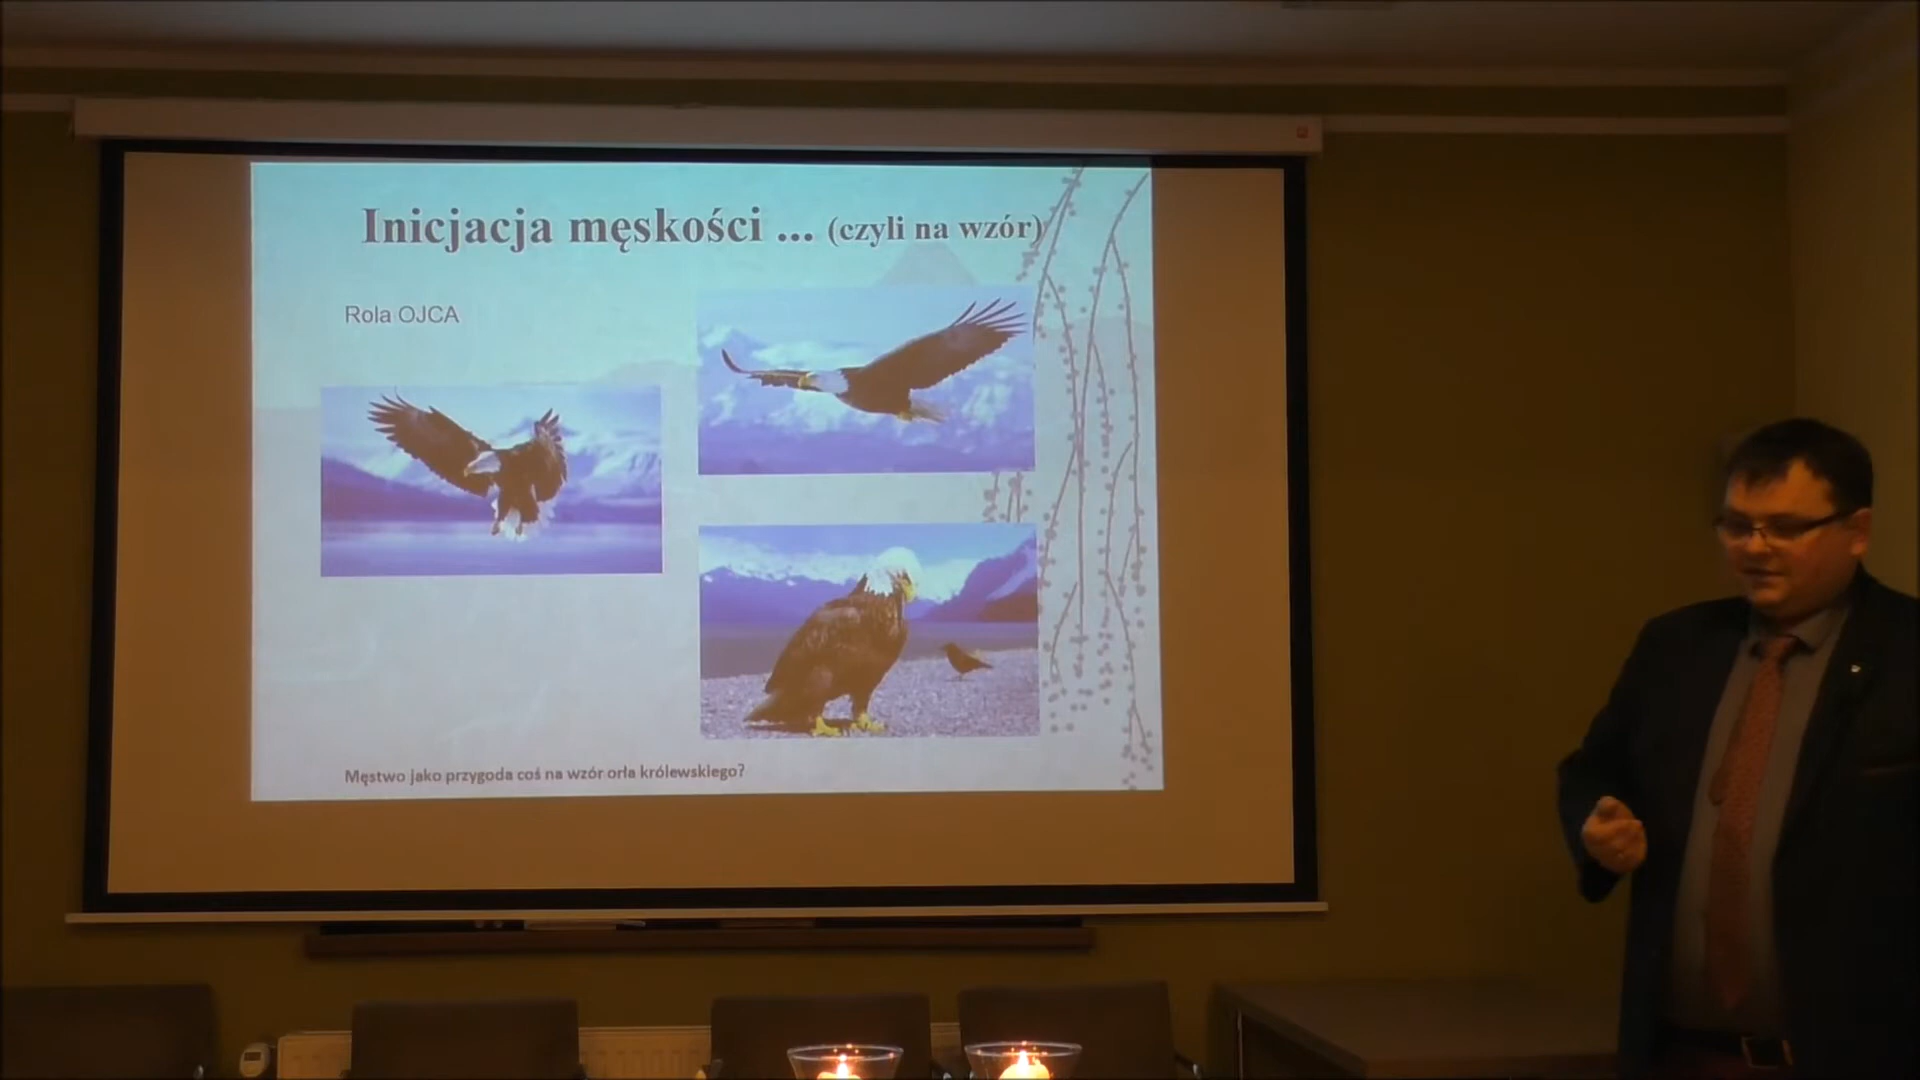 Inicjacja męskości ... (czyli na wzór)
Rola OJCA
Męstwo jako przygoda coś na wzór orła królewskiego?